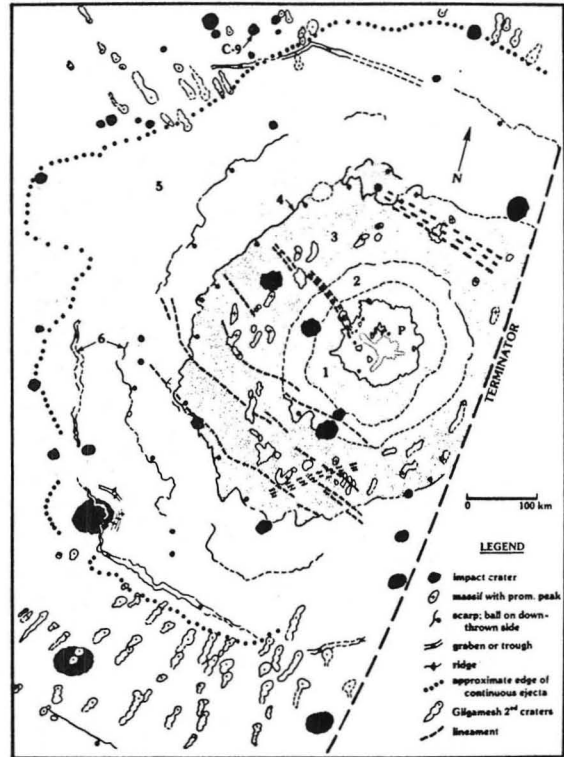 C-9
5
4
N
3
2
6
P
1
TERMINATOR
0 100 km
LEGEND
impact crater
massif with prom. peak
scarp; ball on down-
thrown side
graben or trough
ridge
approximate edge of
continuous ejecta
Gilgamesh 2nd craters
lineament